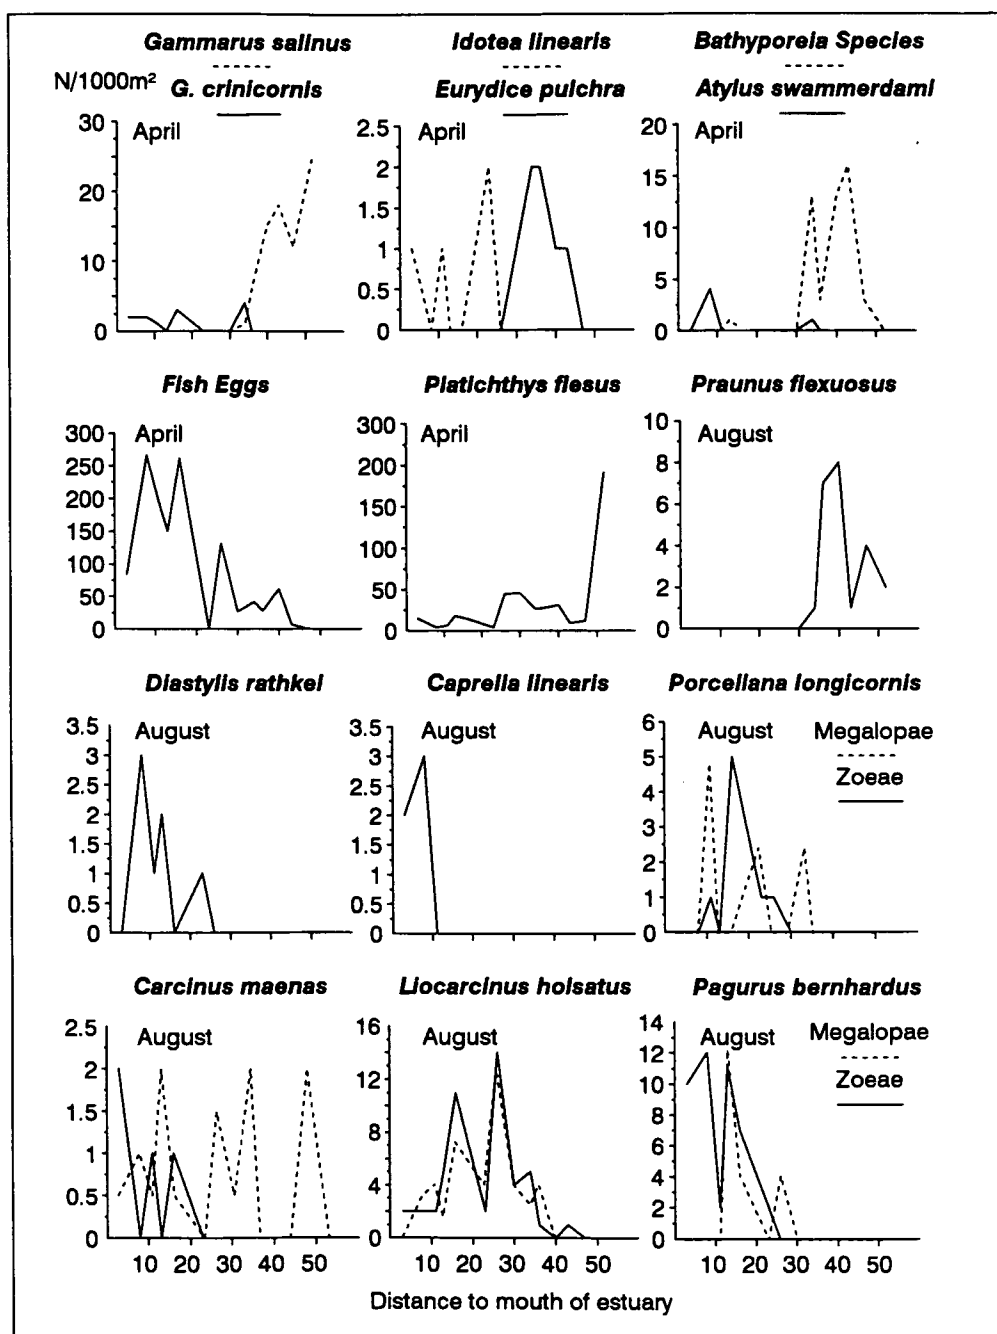 Gammarus salinus Idotea linearis Bathyporeia Species
N/1000m² G. crinicornis Eurydice pulchra Atylus swammerdami
April April April
30 2.5 20
20 2 15
10 1.5 10
0 1 5
0.5 0
0
Fish Eggs Platichthys flesus Praunus flexuosus
April April August
300 300 10
250 200 8
200 190 6
150 150 4
100 100 2
50 50 0
0 0
Diastylis rathkei Caprella linearis Porcellana longicornis
August August August Megalopae
Zoeae
3.5 3.5 6
3 3 5
2.5 2.5 4
2 2 3
1.5 1.5 2
1 1 1
0.5 0.5 0
0 0
Carcinus maenas Liocarcinus holsatus Pagurus bernhardus
August August August Megalopae
Zoeae
2.5 16 14
2 12 12
1.5 8 10
1 4 8
0.5 0 6
0 4
2
0
10 20 30 40 50 10 20 30 40 50 10 20 30 40 50
Distance to mouth of estuary